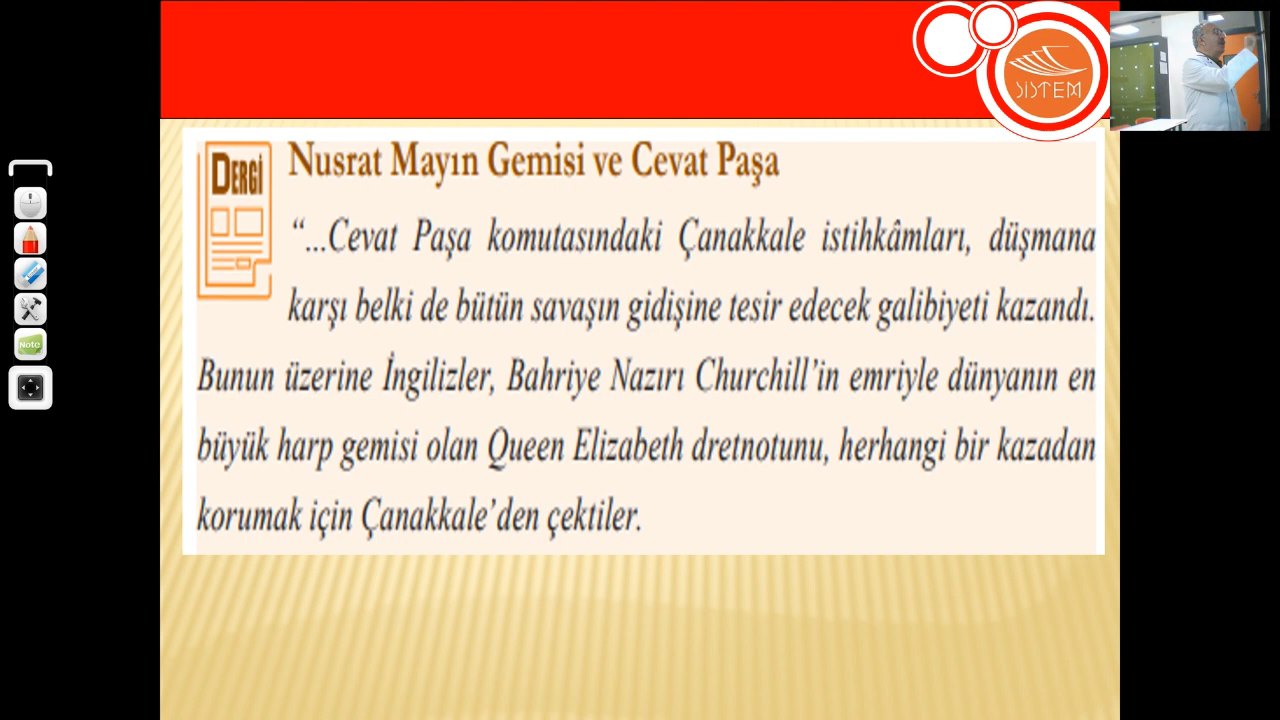 SİSTEM
DERGİ
Nusrat Mayın Gemisi ve Cevat Paşa
“...Cevat Paşa komutasındaki Çanakkale istihkâmları, düşmana
karşı belki de bütün savaşın gidişine tesir edecek galibiyeti kazandı.
Bunun üzerine İngilizler, Bahriye Nazırı Churchill’in emriyle dünyanın en
büyük harp gemisi olan Queen Elizabeth dretnotunu, herhangi bir kazadan
korumak için Çanakkale’den çektiler.
Note